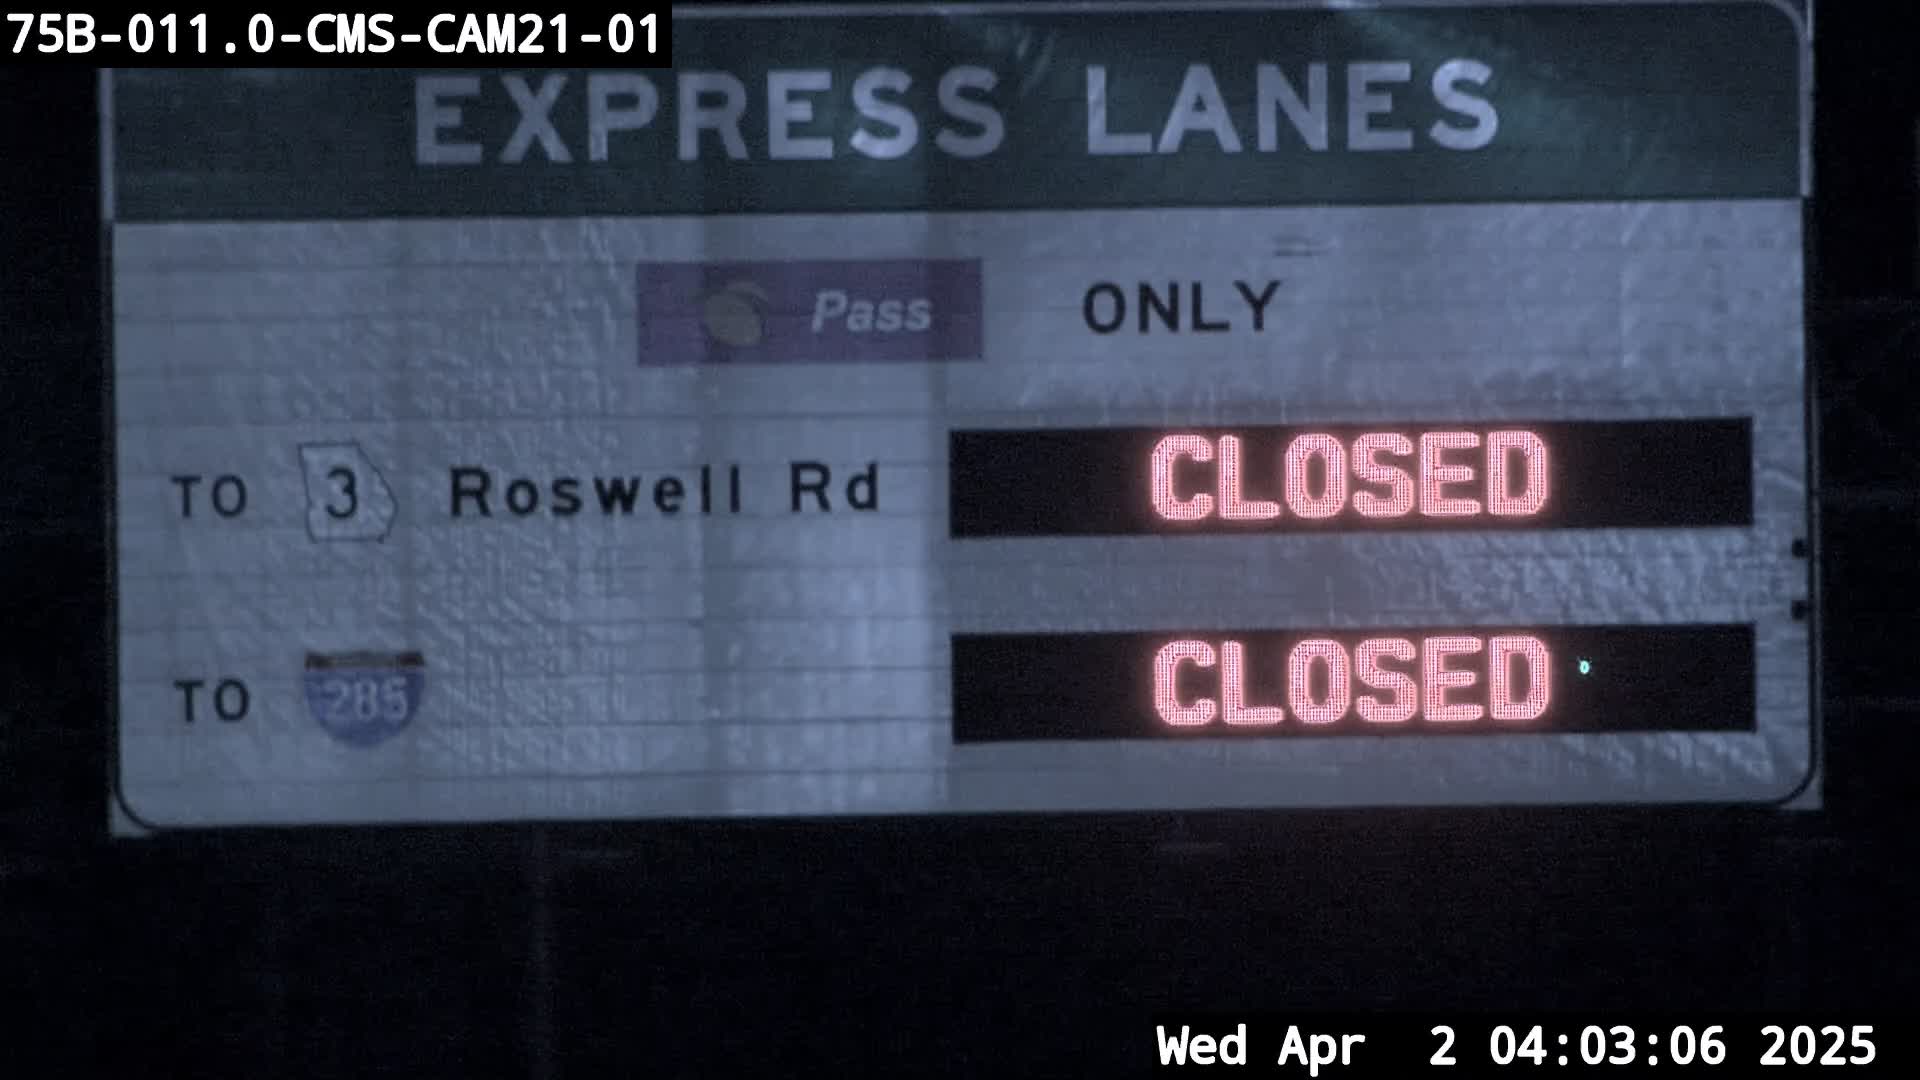 75B-011.0-CMS-CAM21-01
EXPRESS LANES
Pass ONLY
TO 3 Roswell Rd CLOSED
TO 285 CLOSED
Wed Apr 2 04:03:06 2025